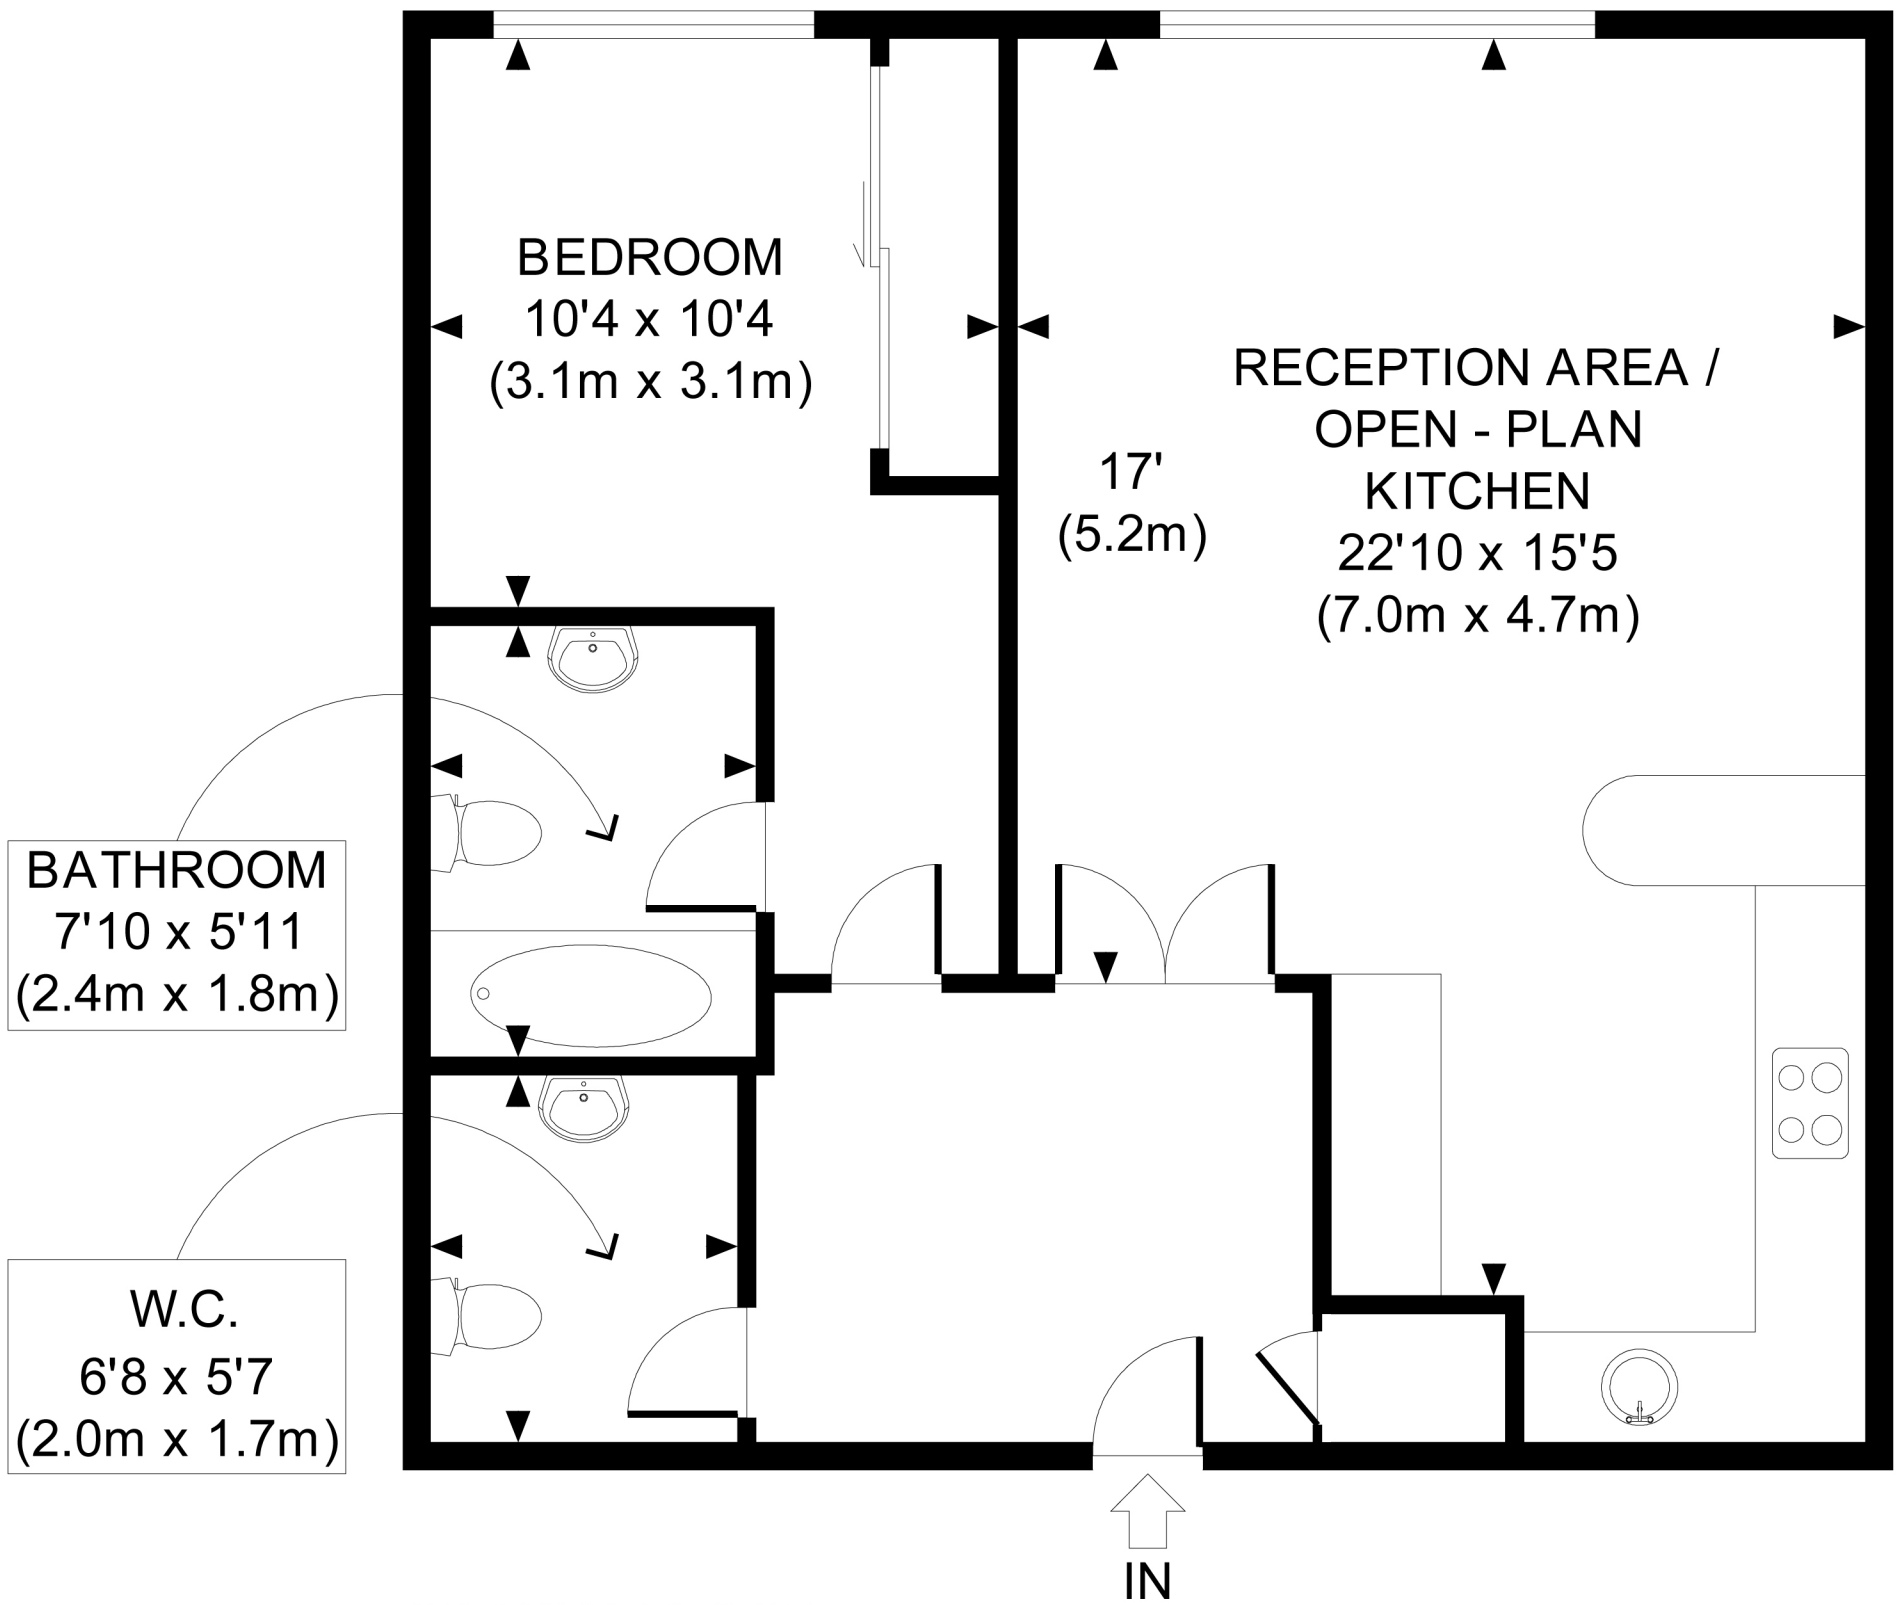 BEDROOM
10'4 x 10'4
(3.1m x 3.1m)
RECEPTION AREA /
OPEN - PLAN
KITCHEN
22'10 x 15'5
(7.0m x 4.7m)
17'
(5.2m)
BATHROOM
7'10 x 5'11
(2.4m x 1.8m)
W.C.
6'8 x 5'7
(2.0m x 1.7m)
IN